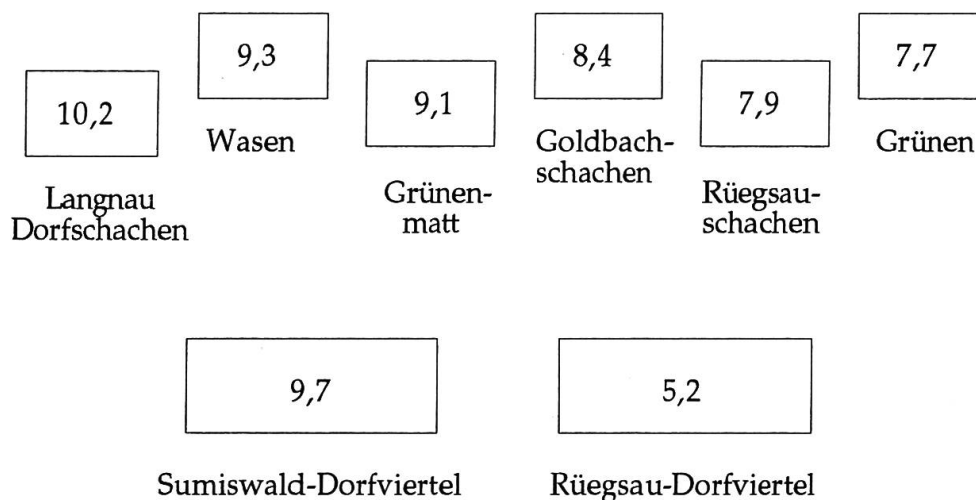 10,2
Langnau
Dorfschachen
9,3
Wasen
9,1
Grünen-
matt
8,4
Goldbach-
schachen
7,9
Rüegsau-
schachen
7,7
Grünen
9,7
Sumiswald-Dorfviertel
5,2
Rüegsau-Dorfviertel